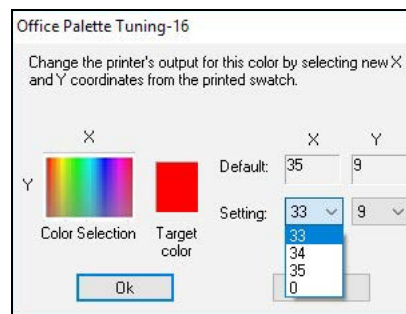 Office Palette Tuning-16
Change the printer's output for this color by selecting new X
and Y coordinates from the printed swatch.
X
X Y
Y
Default: 35 9
Setting: 33 9
Color Selection
Target
color
33
34
35
0
Ok